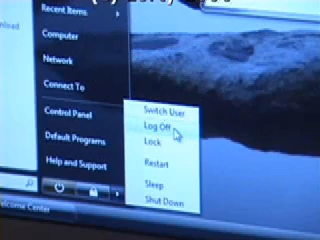 Recent Items
Computer
Network
Connect To
Control Panel
Default Programs
Help and Support
Switch User
Log Off
Lock
Restart
Sleep
Shut Down
Welcome Center